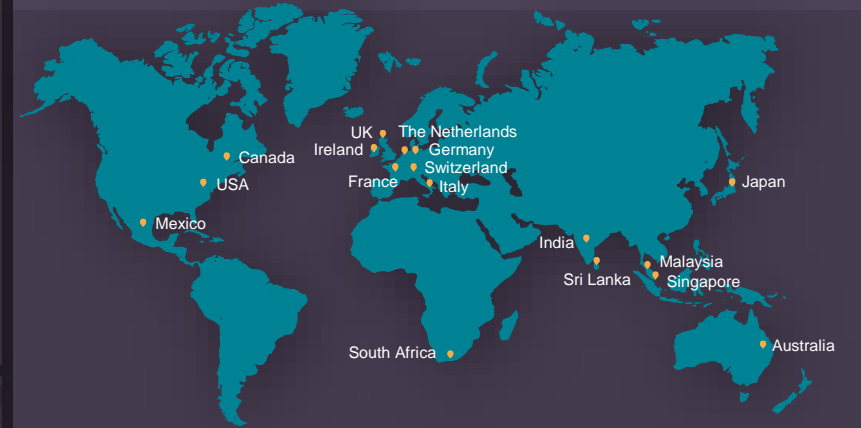 UK
The Netherlands
Ireland
Germany
Canada
Switzerland
France
Italy
USA
Japan
Mexico
India
Malaysia
Sri Lanka
Singapore
South Africa
Australia